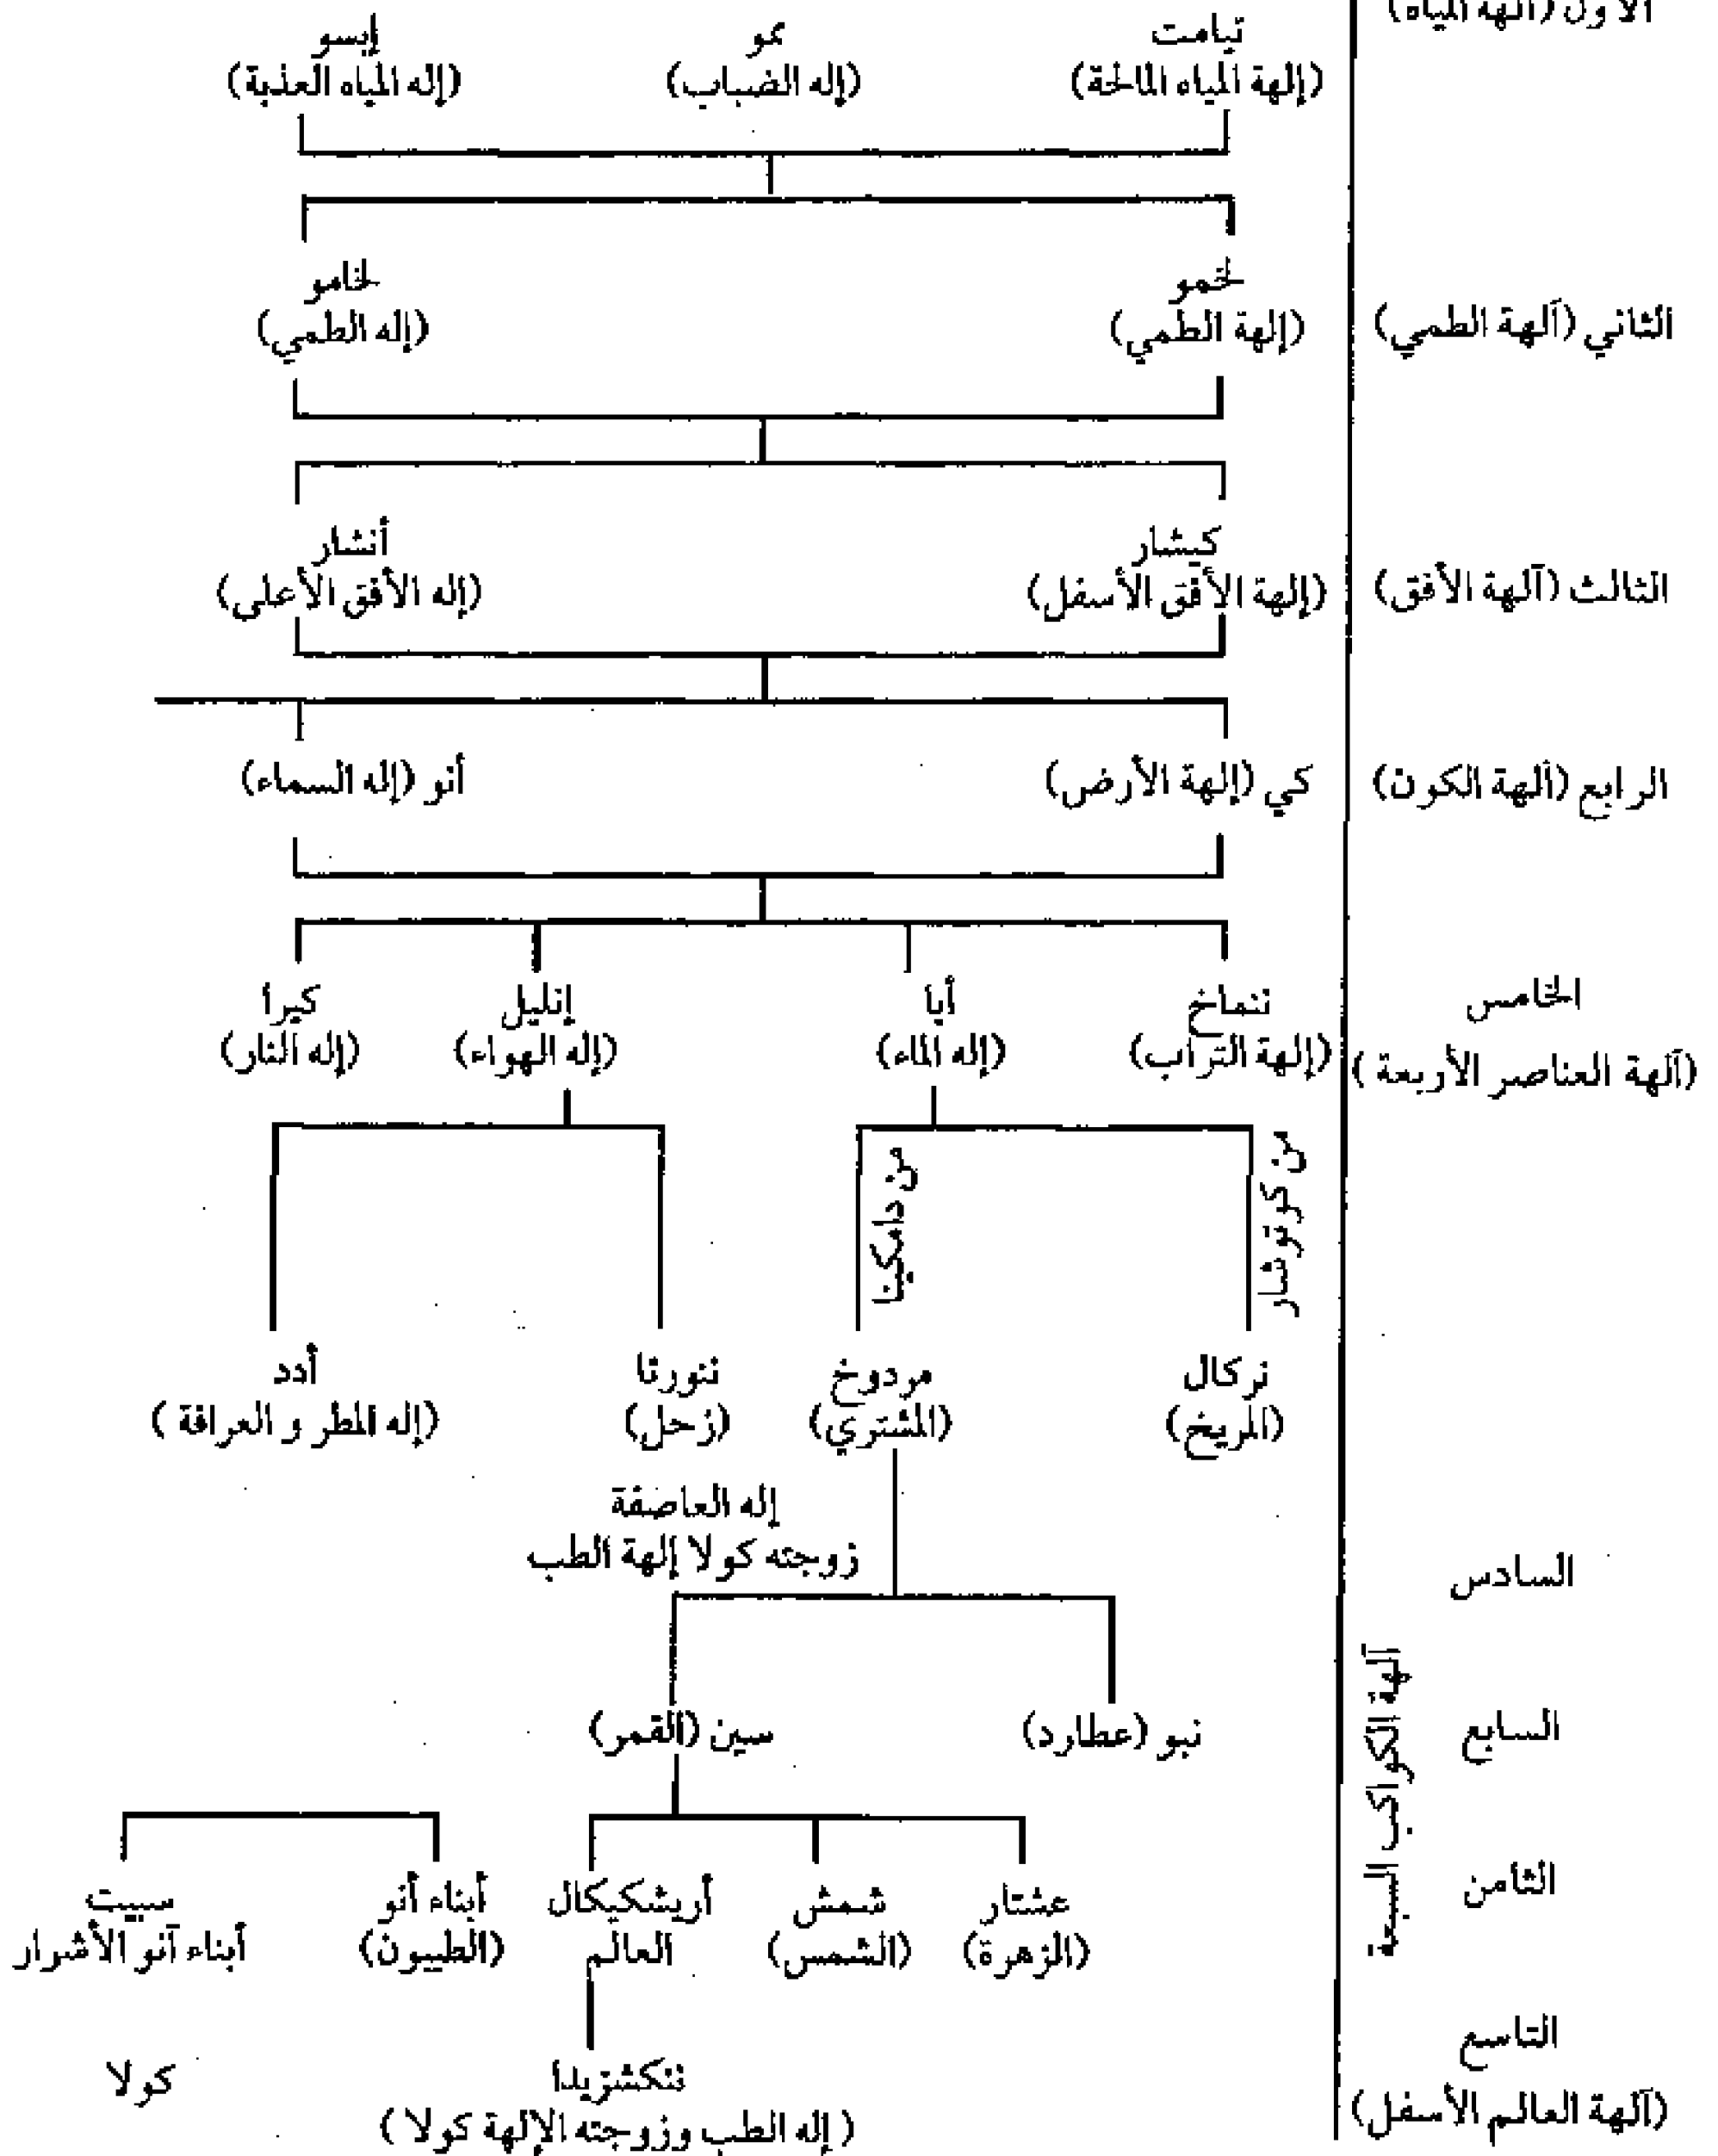 الأول (آلهة المياه)
تيامت ممو إبسو
(إلهة المياه المالحة) (إله الضباب) (إله المياه العذبة)
لخمو لخامو
الثاني (آلهة الطمي) (إلهة الطمي) (إله الطمي)
كيشار أنشار
الثالث (آلهة الأفق) (إلهة الأفق الأسفل) (إله الأفق الأعلى)
الرابع (آلهة الكون) كي (إلهة الأرض) أنو (إله السماء)
الخامس ننماخ أيا إنليل كيرا
(آلهة العناصر الأربعة) (إلهة التراب) (إله الماء) (إله الهواء) (إله النار)
من كوتوشار
من دامكينا
نركال مردوخ ننورتا أدد
(المريخ) (المشتري) (زحل) (إله المطر و العرافة)
إله العاصفة
زوجته كولا إلهة الطب
السادس
آلهة الكواكب السبعة
السابع نبو (عطارد) سين (القمر)
الثامن عشتار شمش أريشكيكال أبناء أنو سبيت
(الزهرة) (الشمس) العالم (الطيبون) أبناء آنو الأشرار
التاسع ننكشزيدا كولا
(آلهة العالم الأسفل) (إله الطب وزوجته الإلهة كولا)